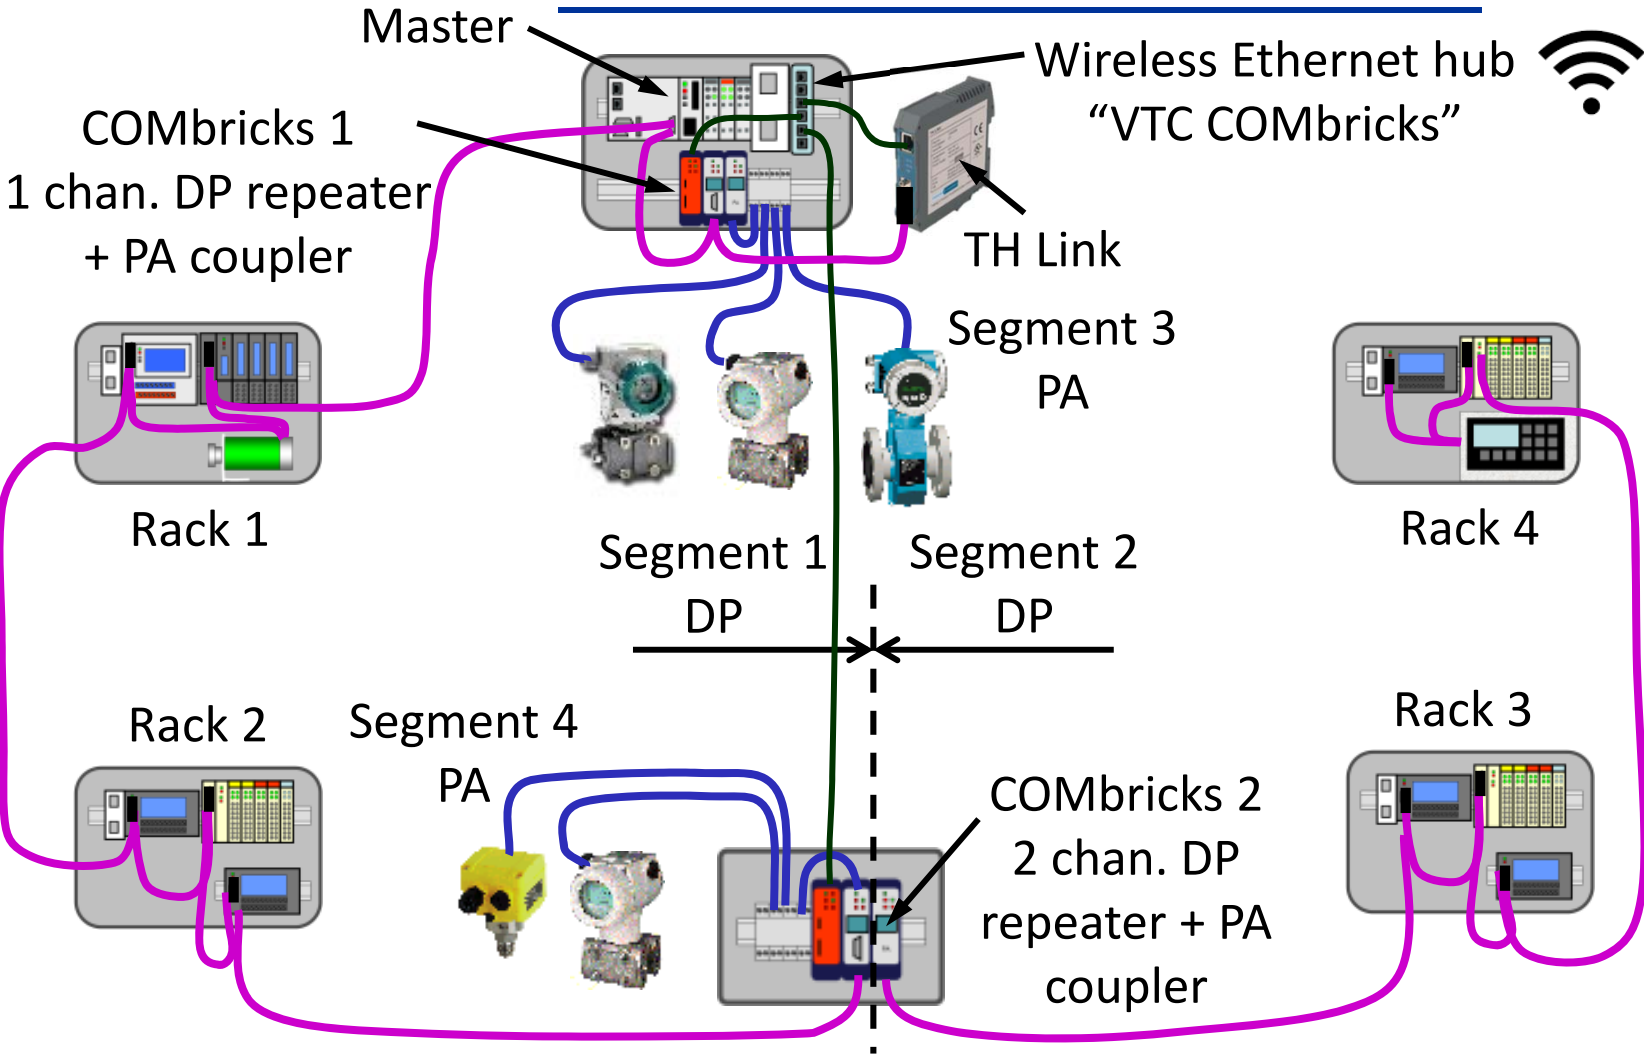 Master
Wireless Ethernet hub
“VTC COMbricks”
COMbricks 1
1 chan. DP repeater
+ PA coupler
TH Link
Segment 3
PA
Rack 1
Rack 4
Segment 1
DP
Segment 2
DP
Rack 2
Segment 4
PA
Rack 3
COMbricks 2
2 chan. DP
repeater + PA
coupler